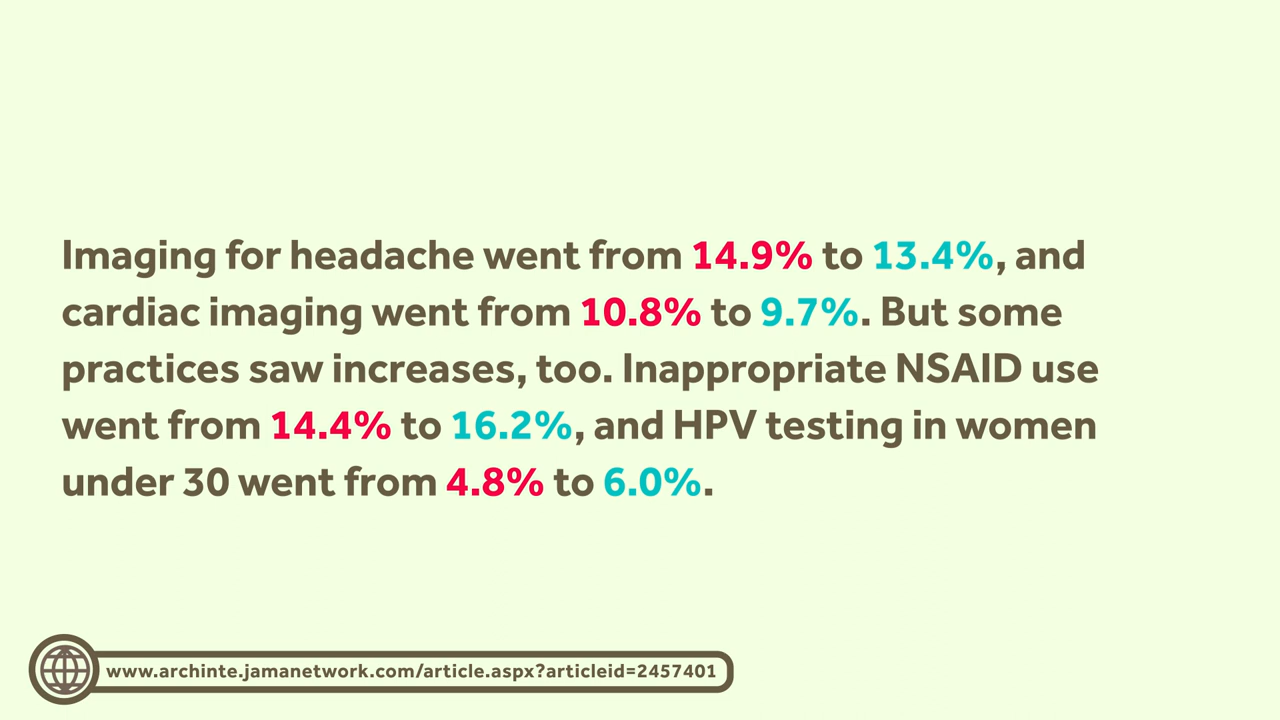 Imaging for headache went from 14.9% to 13.4%, and
cardiac imaging went from 10.8% to 9.7%. But some
practices saw increases, too. Inappropriate NSAID use
went from 14.4% to 16.2%, and HPV testing in women
under 30 went from 4.8% to 6.0%.
www.archinte.jamanetwork.com/article.aspx?articleid=2457401